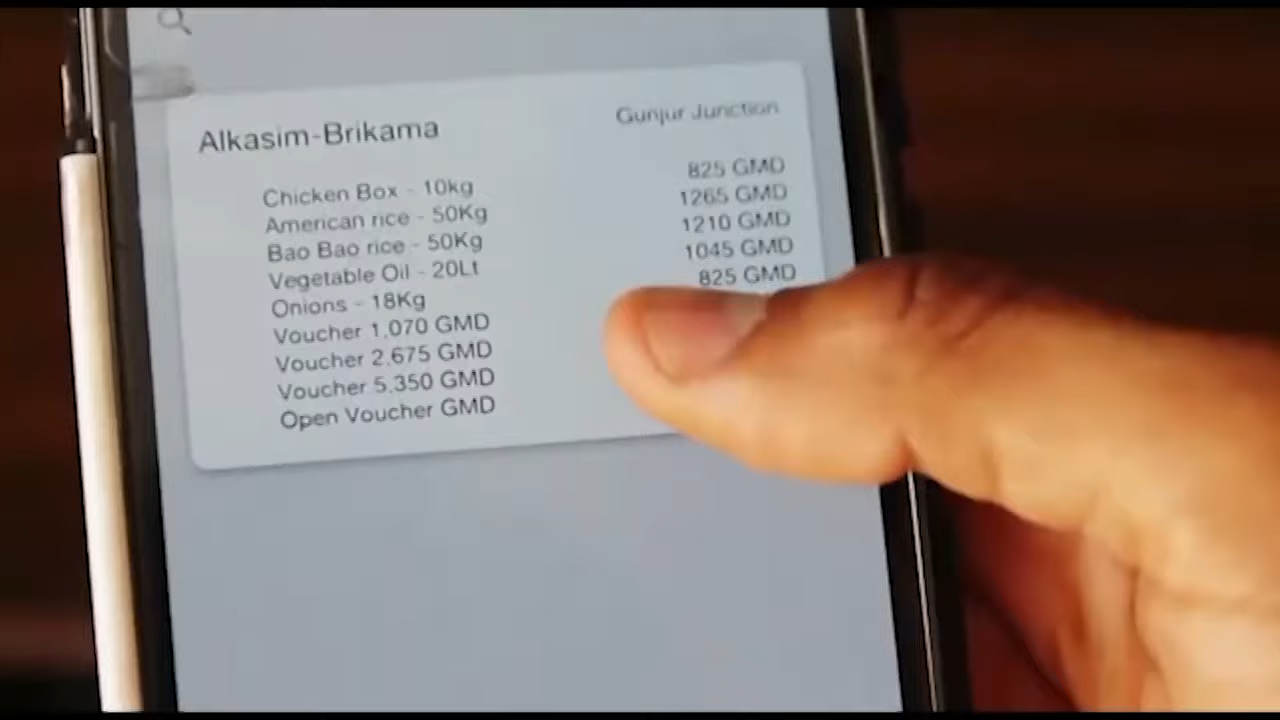 Alkasim-Brikama Gunjur Junction
Chicken Box - 10kg 825 GMD
American rice - 50Kg 1265 GMD
Bao Bao rice - 50Kg 1210 GMD
Vegetable Oil - 20Lt 1045 GMD
Onions - 18Kg 825 GMD
Voucher 1.070 GMD
Voucher 2.675 GMD
Voucher 5.350 GMD
Open Voucher GMD